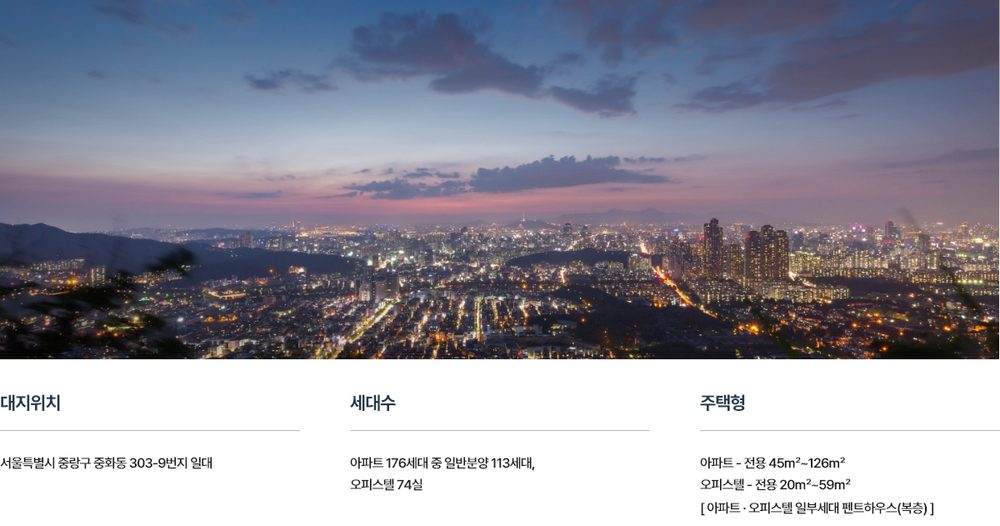 대지위치
서울특별시 중랑구 중화동 303-9번지 일대
세대수
아파트 176세대 중 일반분양 113세대,
오피스텔 74실
주택형
아파트 - 전용 45m²~126m²
오피스텔 - 전용 20m²~59m²
[ 아파트 · 오피스텔 일부세대 펜트하우스(복층) ]